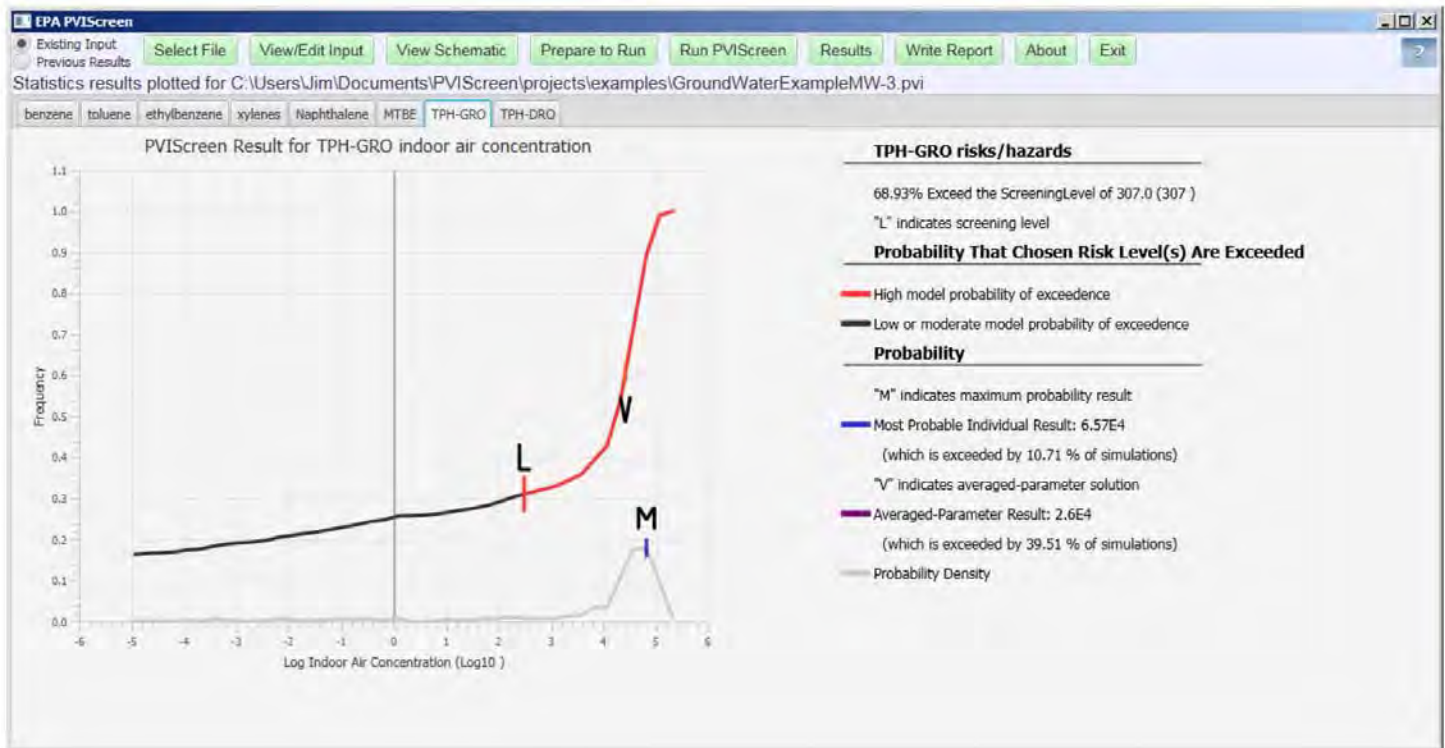 EPA PVIScreen
Existing Input
Previous Results
Select File View/Edit Input View Schematic Prepare to Run Run PVIScreen Results Write Report About Exit ?
Statistics results plotted for C:\Users\Jim\Documents\PVIScreen\projects\examples\GroundWaterExampleMW-3.pvi
benzene toluene ethylbenzene xylenes Naphthalene MTBE TPH-GRO TPH-DRO
PVIScreen Result for TPH-GRO indoor air concentration
1.1
1.0
0.9
0.8
0.7
0.6
0.5
0.4
0.3
0.2
0.1
0.0
Frequency
L
V
M
-6 -5 -4 -3 -2 -1 0 1 2 3 4 5 6
Log Indoor Air Concentration (Log10 )
TPH-GRO risks/hazards
68.93% Exceed the ScreeningLevel of 307.0 (307 )
"L" indicates screening level
Probability That Chosen Risk Level(s) Are Exceeded
High model probability of exceedence
Low or moderate model probability of exceedence
Probability
"M" indicates maximum probability result
Most Probable Individual Result: 6.57E4
(which is exceeded by 10.71 % of simulations)
"V" indicates averaged-parameter solution
Averaged-Parameter Result: 2.6E4
(which is exceeded by 39.51 % of simulations)
Probability Density